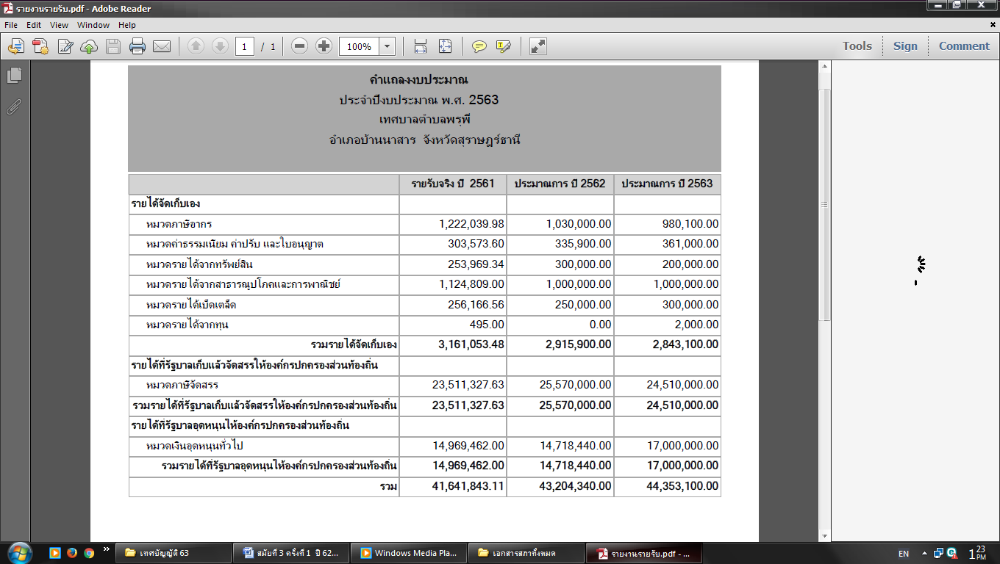 รายงานรายรับ.pdf - Adobe Reader
File Edit View Window Help
1 / 1 100% Tools Sign Comment
คำแถลงงบประมาณ
ประจำปีงบประมาณ พ.ศ. 2563
เทศบาลตำบลพรุพี
อำเภอบ้านนาสาร จังหวัดสุราษฎร์ธานี
รายรับจริง ปี 2561 ประมาณการ ปี 2562 ประมาณการ ปี 2563
รายได้จัดเก็บเอง
หมวดภาษีอากร 1,222,039.98 1,030,000.00 980,100.00
หมวดค่าธรรมเนียม ค่าปรับ และใบอนุญาต 303,573.60 335,900.00 361,000.00
หมวดรายได้จากทรัพย์สิน 253,969.34 300,000.00 200,000.00
หมวดรายได้จากสาธารณูปโภคและการพาณิชย์ 1,124,809.00 1,000,000.00 1,000,000.00
หมวดรายได้เบ็ดเตล็ด 256,166.56 250,000.00 300,000.00
หมวดรายได้จากทุน 495.00 0.00 2,000.00
รวมรายได้จัดเก็บเอง 3,161,053.48 2,915,900.00 2,843,100.00
รายได้ที่รัฐบาลเก็บแล้วจัดสรรให้องค์กรปกครองส่วนท้องถิ่น
หมวดภาษีจัดสรร 23,511,327.63 25,570,000.00 24,510,000.00
รวมรายได้ที่รัฐบาลเก็บแล้วจัดสรรให้องค์กรปกครองส่วนท้องถิ่น 23,511,327.63 25,570,000.00 24,510,000.00
รายได้ที่รัฐบาลอุดหนุนให้องค์กรปกครองส่วนท้องถิ่น
หมวดเงินอุดหนุนทั่วไป 14,969,462.00 14,718,440.00 17,000,000.00
รวมรายได้ที่รัฐบาลอุดหนุนให้องค์กรปกครองส่วนท้องถิ่น 14,969,462.00 14,718,440.00 17,000,000.00
รวม 41,641,843.11 43,204,340.00 44,353,100.00
เทศบัญญัติ 63 สมัยที่ 3 ครั้งที่ 1 ปี 62... Windows Media Pla... เอกสารสภาทั้งหมด รายงานรายรับ.pdf - ... EN 1 23 PM